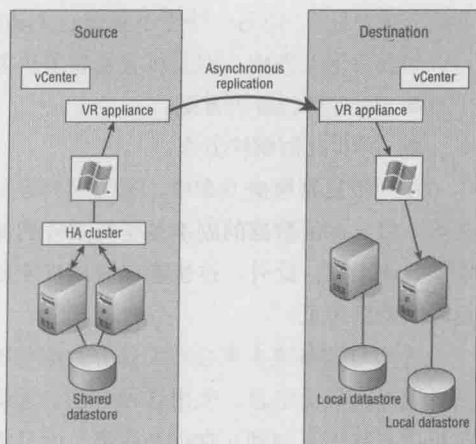 Source
vCenter
VR appliance
HA cluster
Shared
datastore
Asynchronous
replication
Destination
vCenter
VR appliance
Local datastore
Local datastore